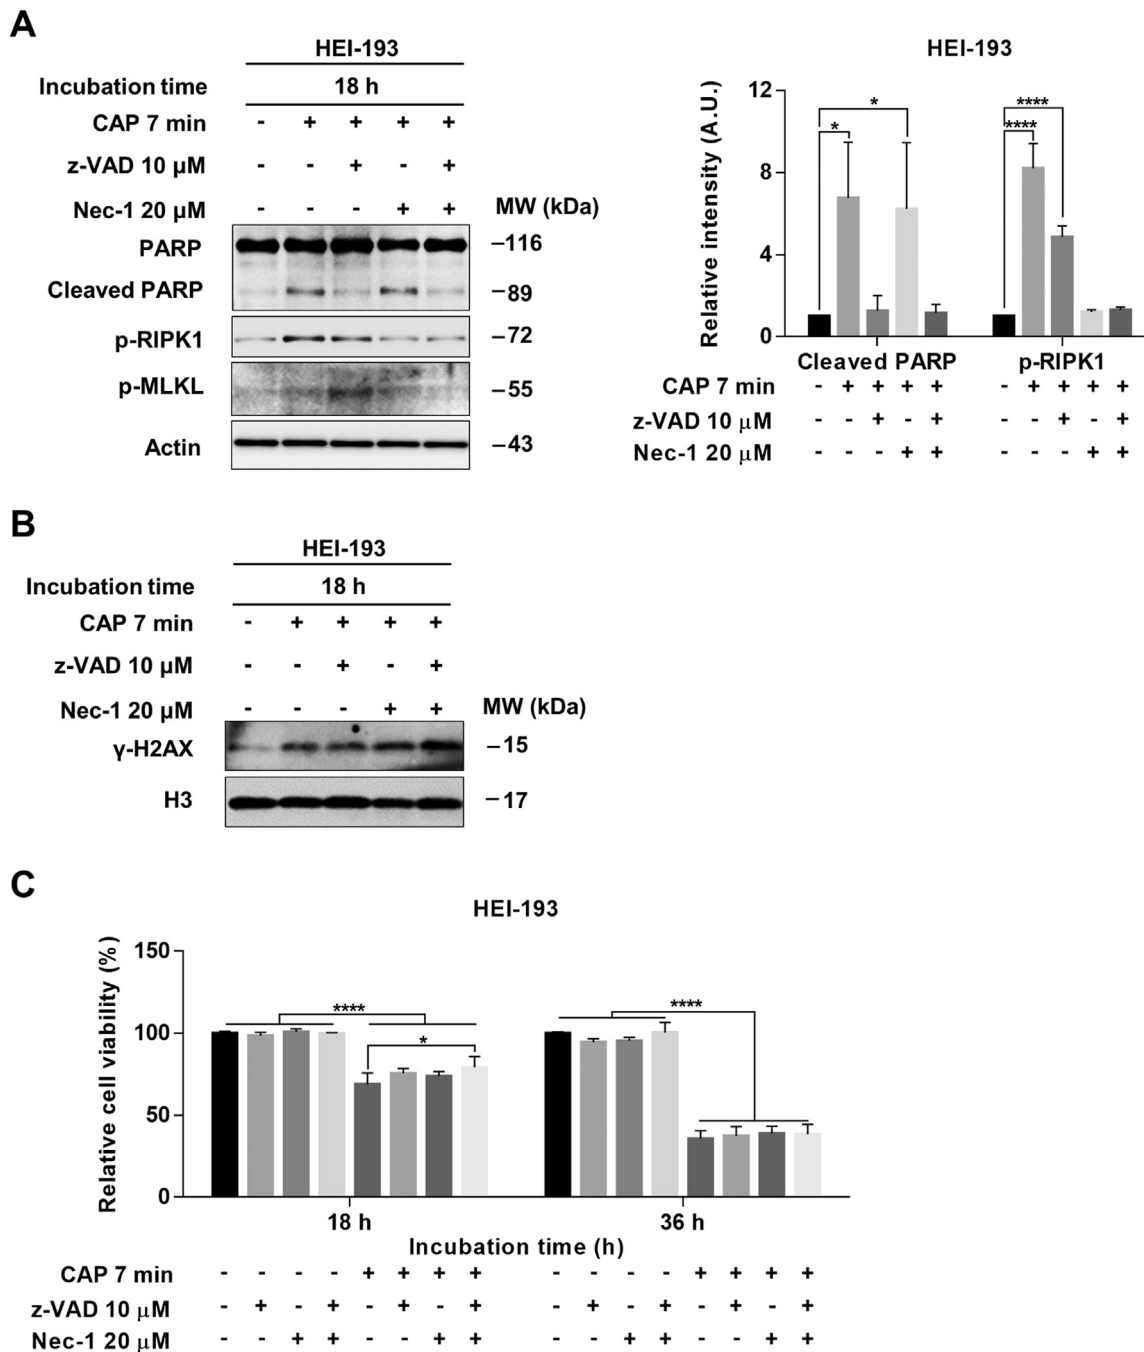 A
HEI-193
Incubation time 18 h
CAP 7 min - + + + +
z-VAD 10 µM - - + - +
Nec-1 20 µM - - - + + MW (kDa)
PARP –116
Cleaved PARP –89
p-RIPK1 –72
p-MLKL –55
Actin –43
HEI-193
Relative intensity (A.U.)
12
8
4
0
* * **** ****
Cleaved PARP p-RIPK1
CAP 7 min - + + + + - + + + +
z-VAD 10 µM - - + - + - - + - +
Nec-1 20 µM - - - + + - - - + +
B
HEI-193
Incubation time 18 h
CAP 7 min - + + + +
z-VAD 10 µM - - + - +
Nec-1 20 µM - - - + + MW (kDa)
γ-H2AX –15
H3 –17
C
HEI-193
Relative cell viability (%)
150
100
50
0
**** * ****
18 h 36 h
Incubation time (h)
CAP 7 min - - - - + + + + - - - - + + + +
z-VAD 10 µM - + - + - + - + - + - + - + - +
Nec-1 20 µM - - + + - - + + - - + + - - + +